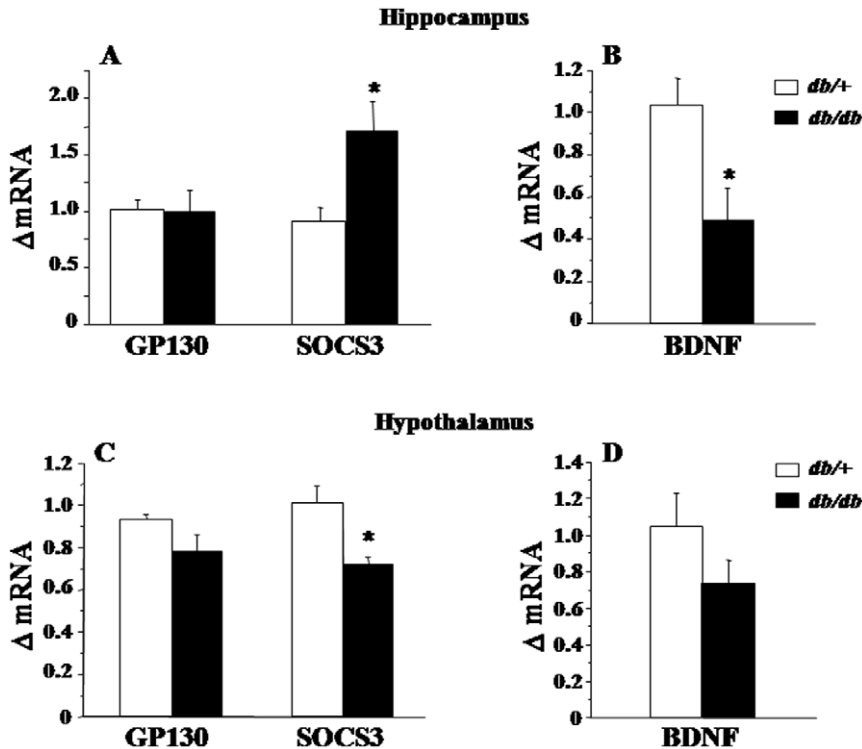 Hippocampus
A
Δ mRNA
2.0
1.5
1.0
0.5
0
*
GP130 SOCS3
B
Δ mRNA
1.2
1.0
0.8
0.6
0.4
0.2
0
*
BDNF
db/+
db/db
Hypothalamus
C
Δ mRNA
1.2
1.0
0.8
0.6
0.4
0.2
0
*
GP130 SOCS3
D
Δ mRNA
1.4
1.2
1.0
0.8
0.6
0.4
0.2
0
BDNF
db/+
db/db